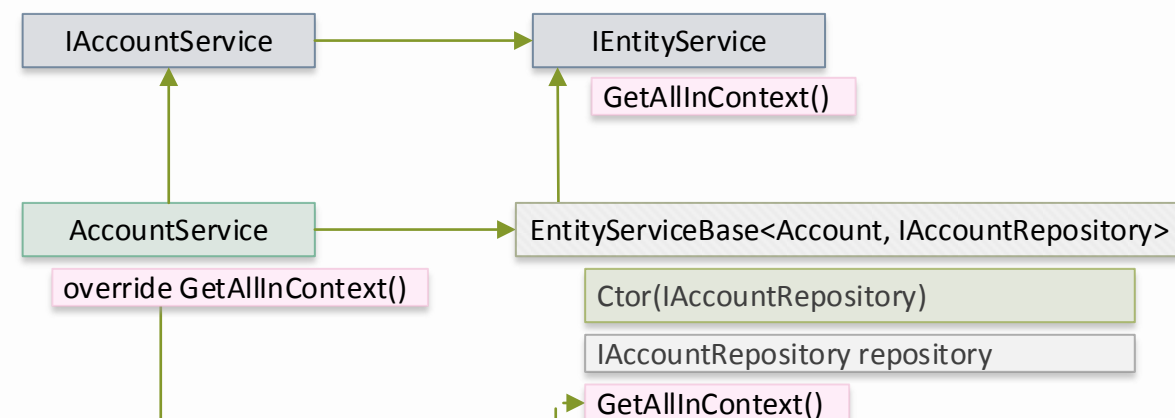 IAccountService
IEntityService
GetAllInContext()
AccountService
EntityServiceBase<Account, IAccountRepository>
override GetAllInContext()
Ctor(IAccountRepository)
IAccountRepository repository
GetAllInContext()